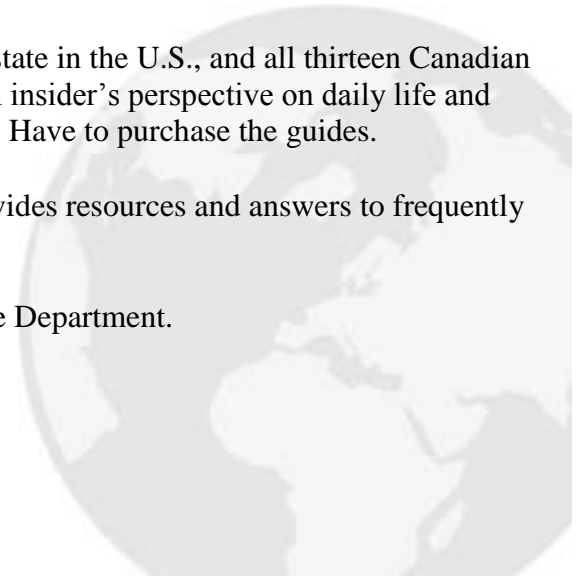 state in the U.S., and all thirteen Canadian
insider’s perspective on daily life and
Have to purchase the guides.
vides resources and answers to frequently
e Department.